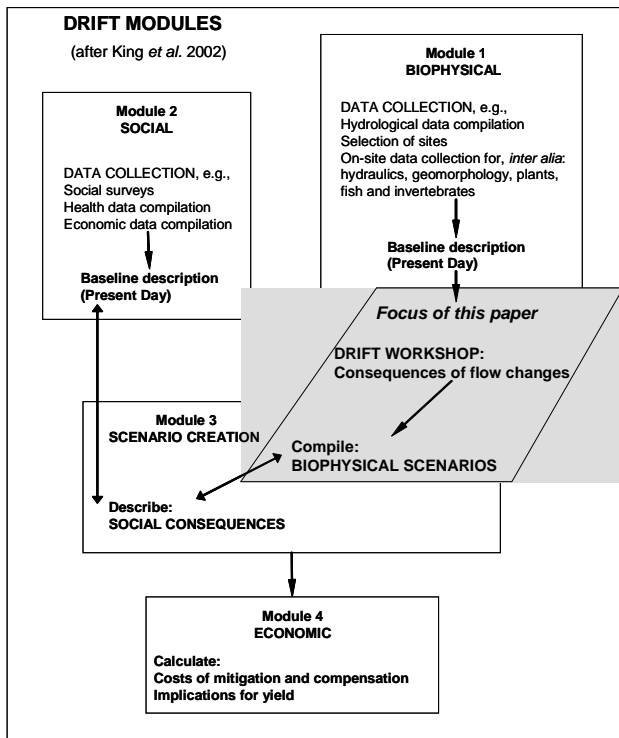 DRIFT MODULES
(after King et al. 2002)
Module 1
BIOPHYSICAL
DATA COLLECTION, e.g.,
Hydrological data compilation
Selection of sites
On-site data collection for, inter alia:
hydraulics, geomorphology, plants,
fish and invertebrates
Baseline description
(Present Day)
Module 2
SOCIAL
DATA COLLECTION, e.g.,
Social surveys
Health data compilation
Economic data compilation
Baseline description
(Present Day)
Focus of this paper
DRIFT WORKSHOP:
Consequences of flow changes
Module 3
SCENARIO CREATION
Compile:
BIOPHYSICAL SCENARIOS
Describe:
SOCIAL CONSEQUENCES
Module 4
ECONOMIC
Calculate:
Costs of mitigation and compensation
Implications for yield